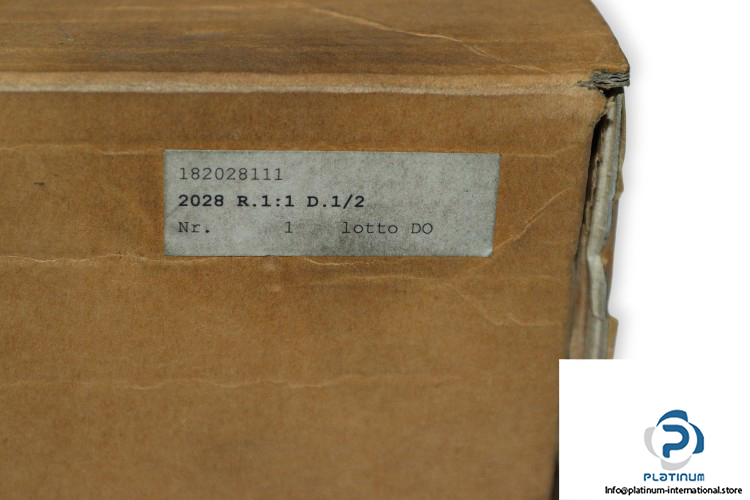 182028111
2028 R.1:1 D.1/2
Nr. 1 lotto DO
PLATINUM
Info@platinum-international.store